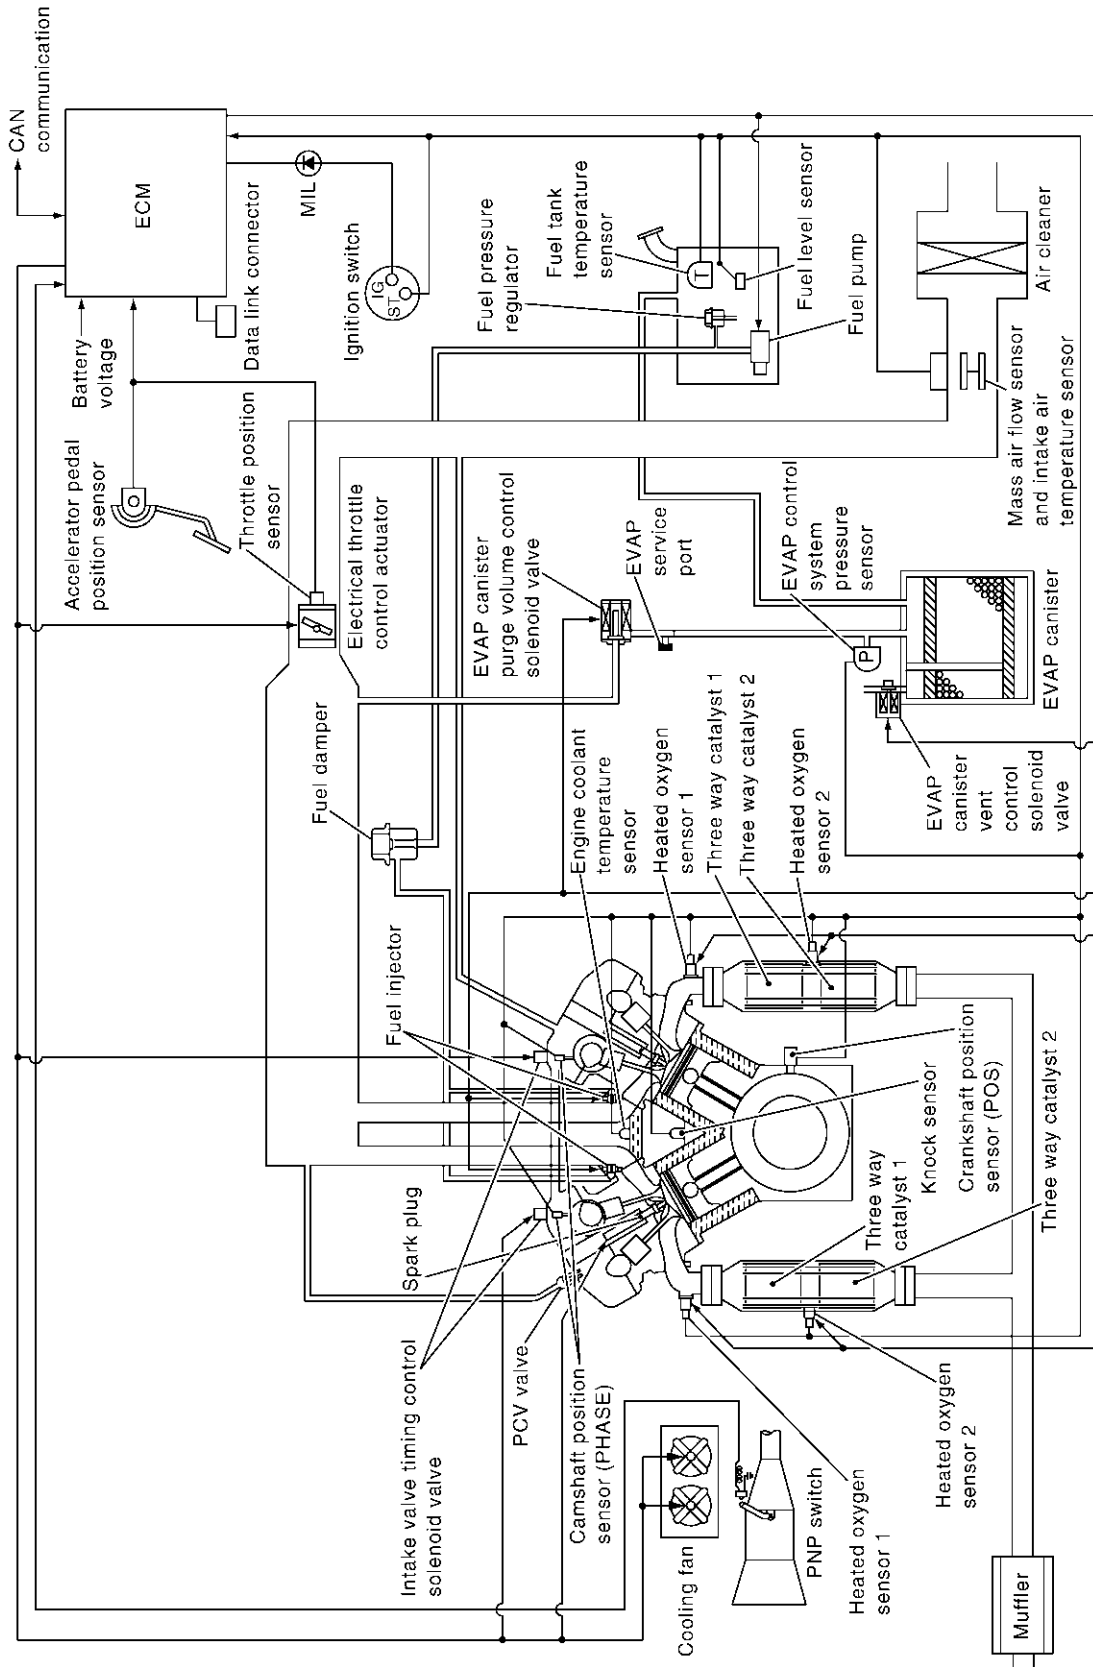 CAN
communication
ECM
MIL
Data link connector
Battery
voltage
Ignition switch
IG
ST
Accelerator pedal
position sensor
Throttle position
sensor
Electrical throttle
control actuator
Fuel pressure
regulator
Fuel tank
temperature
sensor
T
Fuel level sensor
Fuel pump
Air cleaner
Mass air flow sensor
and intake air
temperature sensor
EVAP canister
purge volume control
solenoid valve
EVAP
service
port
EVAP control
system
pressure
sensor
P
EVAP canister
EVAP
canister
vent
control
solenoid
valve
Fuel damper
Fuel injector
Engine coolant
temperature
sensor
Heated oxygen
sensor 1
Three way catalyst 1
Three way catalyst 2
Heated oxygen
sensor 2
Intake valve timing control
solenoid valve
Spark plug
PCV valve
Camshaft position
sensor (PHASE)
Knock sensor
Crankshaft position
sensor (POS)
Three way
catalyst 1
Three way catalyst 2
Cooling fan
PNP switch
Heated oxygen
sensor 1
Heated oxygen
sensor 2
Muffler